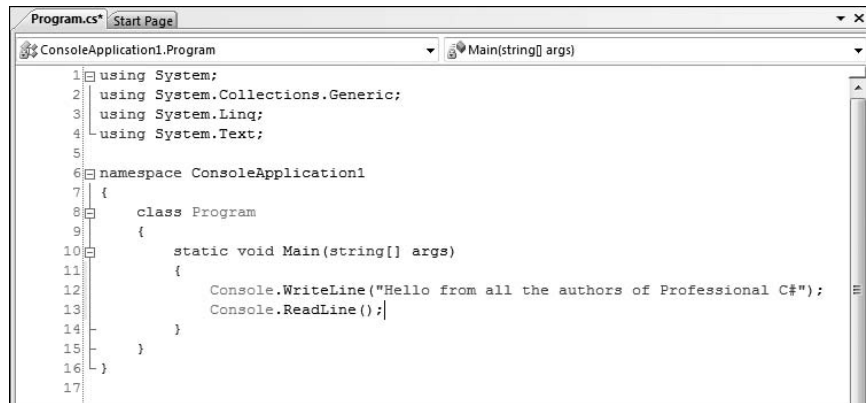 Program.cs* Start Page
ConsoleApplication1.Program Main(string[] args)
1 using System;
2 using System.Collections.Generic;
3 using System.Linq;
4 using System.Text;
5
6 namespace ConsoleApplication1
7 {
8 class Program
9 {
10 static void Main(string[] args)
11 {
12 Console.WriteLine("Hello from all the authors of Professional C#");
13 Console.ReadLine();
14 }
15 }
16 }
17